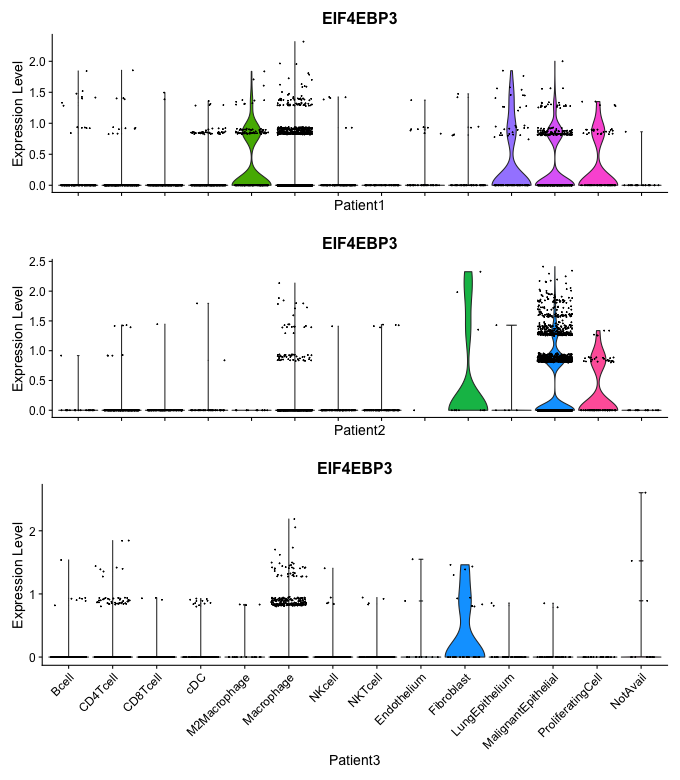 EIF4EBP3
Expression Level
2.0
1.5
1.0
0.5
0.0
Patient1
EIF4EBP3
Expression Level
2.5
2.0
1.5
1.0
0.5
0.0
Patient2
EIF4EBP3
Expression Level
2
1
0
Bcell
CD4Tcell
CD8Tcell
cDC
M2Macrophage
Macrophage
NKcell
NKTcell
Endothelium
Fibroblast
LungEpithelium
MalignantEpithelial
ProliferatingCell
NotAvail
Patient3